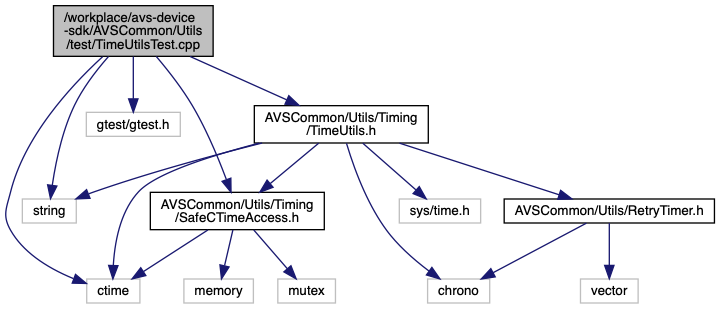 /workplace/avs-device
-sdk/AVSCommon/Utils
/test/TimeUtilsTest.cpp
gtest/gtest.h
AVSCommon/Utils/Timing
/TimeUtils.h
string
AVSCommon/Utils/Timing
/SafeCTimeAccess.h
sys/time.h
AVSCommon/Utils/RetryTimer.h
ctime
memory
mutex
chrono
vector